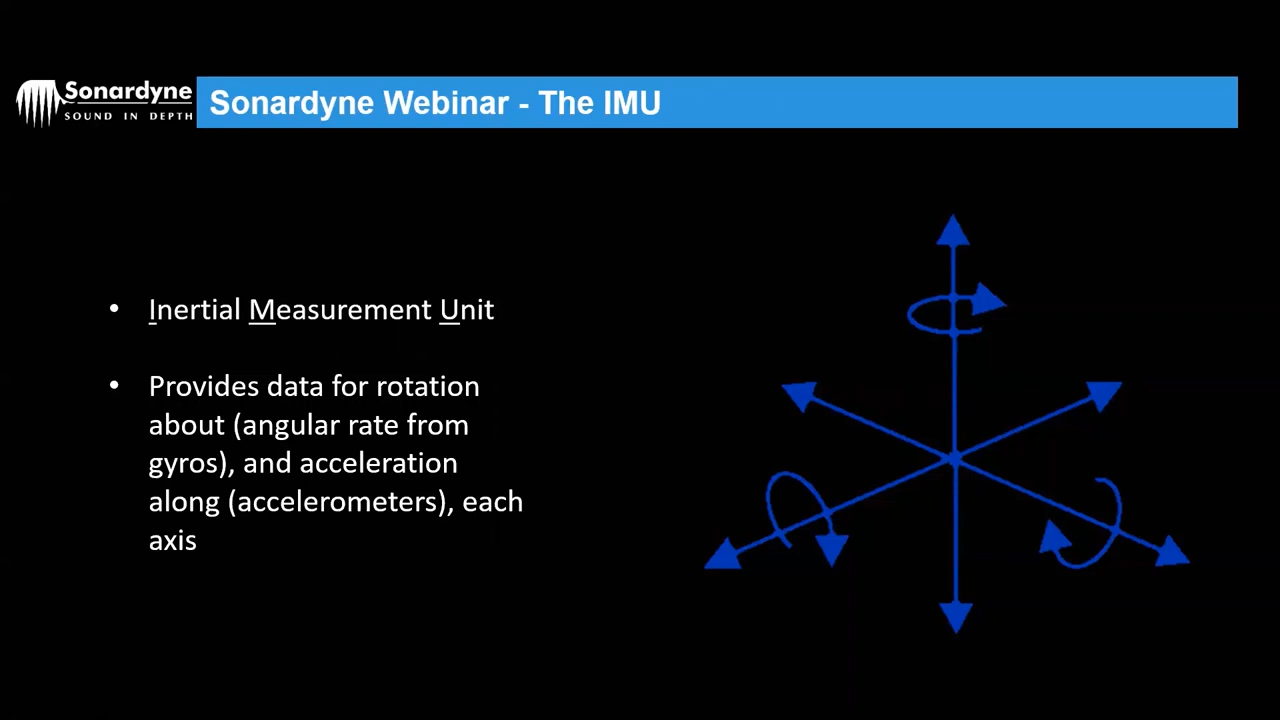 Sonardyne
SOUND IN DEPTH
Sonardyne Webinar - The IMU
• Inertial Measurement Unit
• Provides data for rotation
about (angular rate from
gyros), and acceleration
along (accelerometers), each
axis